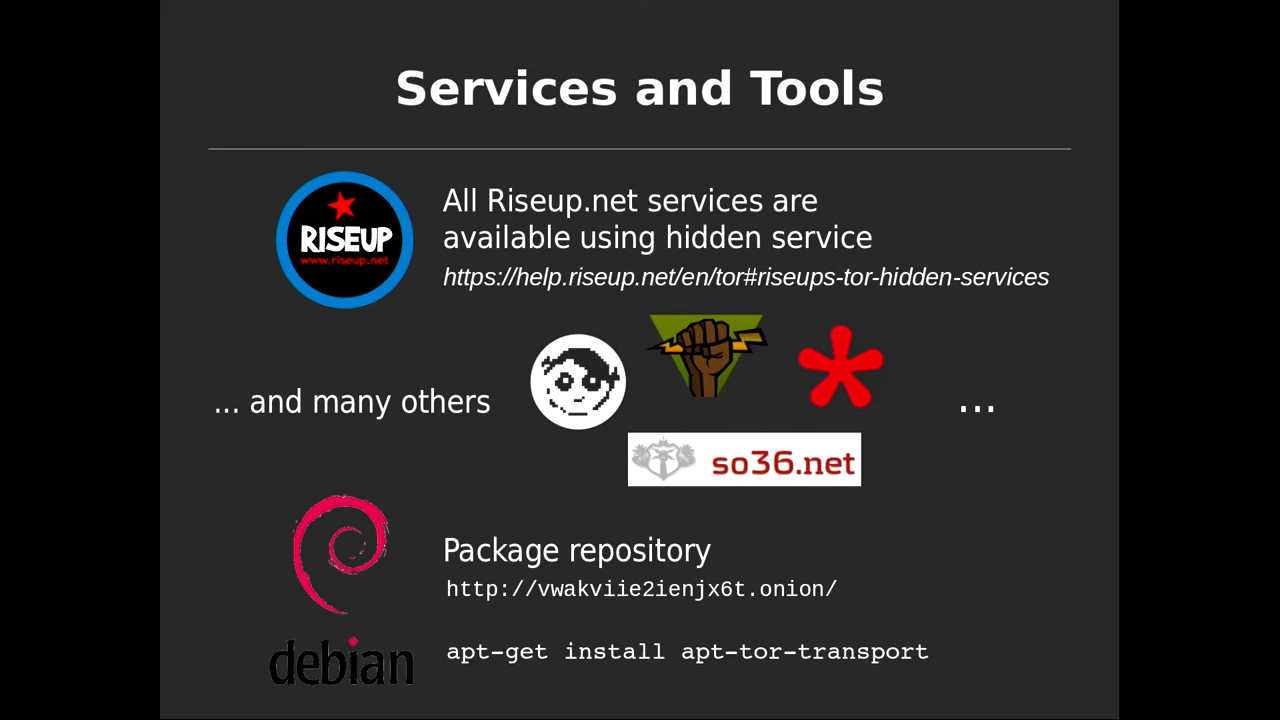 Services and Tools
RISEUP
www.riseup.net
All Riseup.net services are
available using hidden service
https://help.riseup.net/en/tor#riseups-tor-hidden-services
... and many others
...
so36.net
Package repository
http://vwakviie2ienjx6t.onion/
debian
apt-get install apt-tor-transport